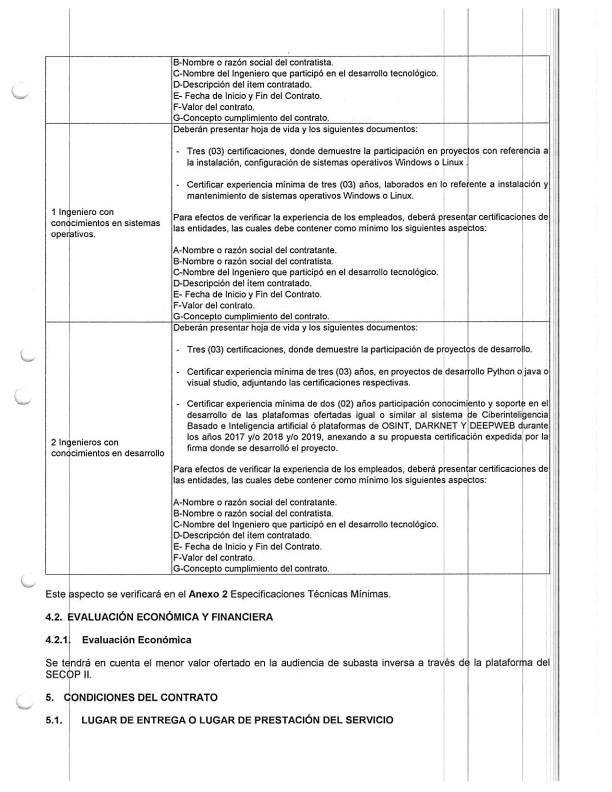 B-Nombre o razón social del contratista.
C-Nombre del Ingeniero que participó en el desarrollo tecnológico.
D-Descripción del ítem contratado.
E- Fecha de Inicio y Fin del Contrato.
F-Valor del contrato.
G-Concepto cumplimiento del contrato.
1 Ingeniero con
conocimientos en sistemas
operativos.
Deberán presentar hoja de vida y los siguientes documentos:
- Tres (03) certificaciones, donde demuestre la participación en proyectos con referencia a
la instalación, configuración de sistemas operativos Windows o Linux .
- Certificar experiencia mínima de tres (03) años, laborados en lo referente a instalación y
mantenimiento de sistemas operativos Windows o Linux.
Para efectos de verificar la experiencia de los empleados, deberá presentar certificaciones de
las entidades, las cuales debe contener como mínimo los siguientes aspectos:
A-Nombre o razón social del contratante.
B-Nombre o razón social del contratista.
C-Nombre del Ingeniero que participó en el desarrollo tecnológico.
D-Descripción del ítem contratado.
E- Fecha de Inicio y Fin del Contrato.
F-Valor del contrato.
G-Concepto cumplimiento del contrato.
2 Ingenieros con
conocimientos en desarrollo
Deberán presentar hoja de vida y los siguientes documentos:
- Tres (03) certificaciones, donde demuestre la participación de proyectos de desarrollo.
- Certificar experiencia mínima de tres (03) años, en proyectos de desarrollo Python o java o
visual studio, adjuntando las certificaciones respectivas.
- Certificar experiencia mínima de dos (02) años participación conocimiento y soporte en el
desarrollo de las plataformas ofertadas igual o similar al sistema de Ciberinteligencia
Basado e Inteligencia artificial ó plataformas de OSINT, DARKNET Y DEEPWEB durante
los años 2017 y/o 2018 y/o 2019, anexando a su propuesta certificación expedida por la
firma donde se desarrolló el proyecto.
Para efectos de verificar la experiencia de los empleados, deberá presentar certificaciones de
las entidades, las cuales debe contener como mínimo los siguientes aspectos:
A-Nombre o razón social del contratante.
B-Nombre o razón social del contratista.
C-Nombre del Ingeniero que participó en el desarrollo tecnológico.
D-Descripción del ítem contratado.
E- Fecha de Inicio y Fin del Contrato.
F-Valor del contrato.
G-Concepto cumplimiento del contrato.
Este aspecto se verificará en el Anexo 2 Especificaciones Técnicas Mínimas.
4.2. EVALUACIÓN ECONÓMICA Y FINANCIERA
4.2.1. Evaluación Económica
Se tendrá en cuenta el menor valor ofertado en la audiencia de subasta inversa a través de la plataforma del
SECOP II.
5. CONDICIONES DEL CONTRATO
5.1. LUGAR DE ENTREGA O LUGAR DE PRESTACIÓN DEL SERVICIO